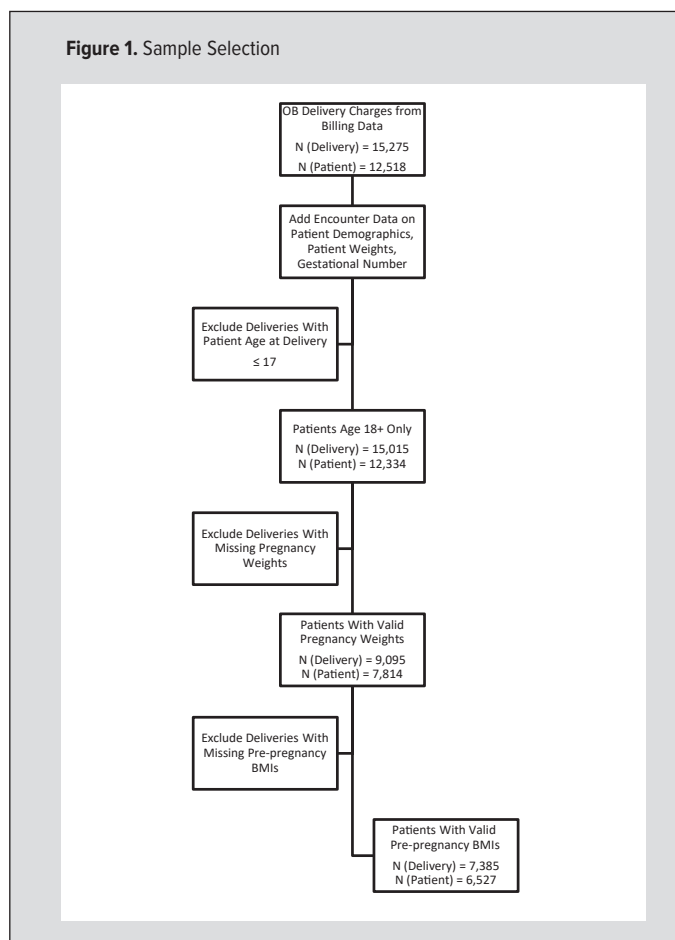 Figure 1. Sample Selection
OB Delivery Charges from
Billing Data
N (Delivery) = 15,275
N (Patient) = 12,518
Add Encounter Data on
Patient Demographics,
Patient Weights,
Gestational Number
Exclude Deliveries With
Patient Age at Delivery
≤ 17
Patients Age 18+ Only
N (Delivery) = 15,015
N (Patient) = 12,334
Exclude Deliveries With
Missing Pregnancy
Weights
Patients With Valid
Pregnancy Weights
N (Delivery) = 9,095
N (Patient) = 7,814
Exclude Deliveries With
Missing Pre-pregnancy
BMIs
Patients With Valid
Pre-pregnancy BMIs
N (Delivery) = 7,385
N (Patient) = 6,527